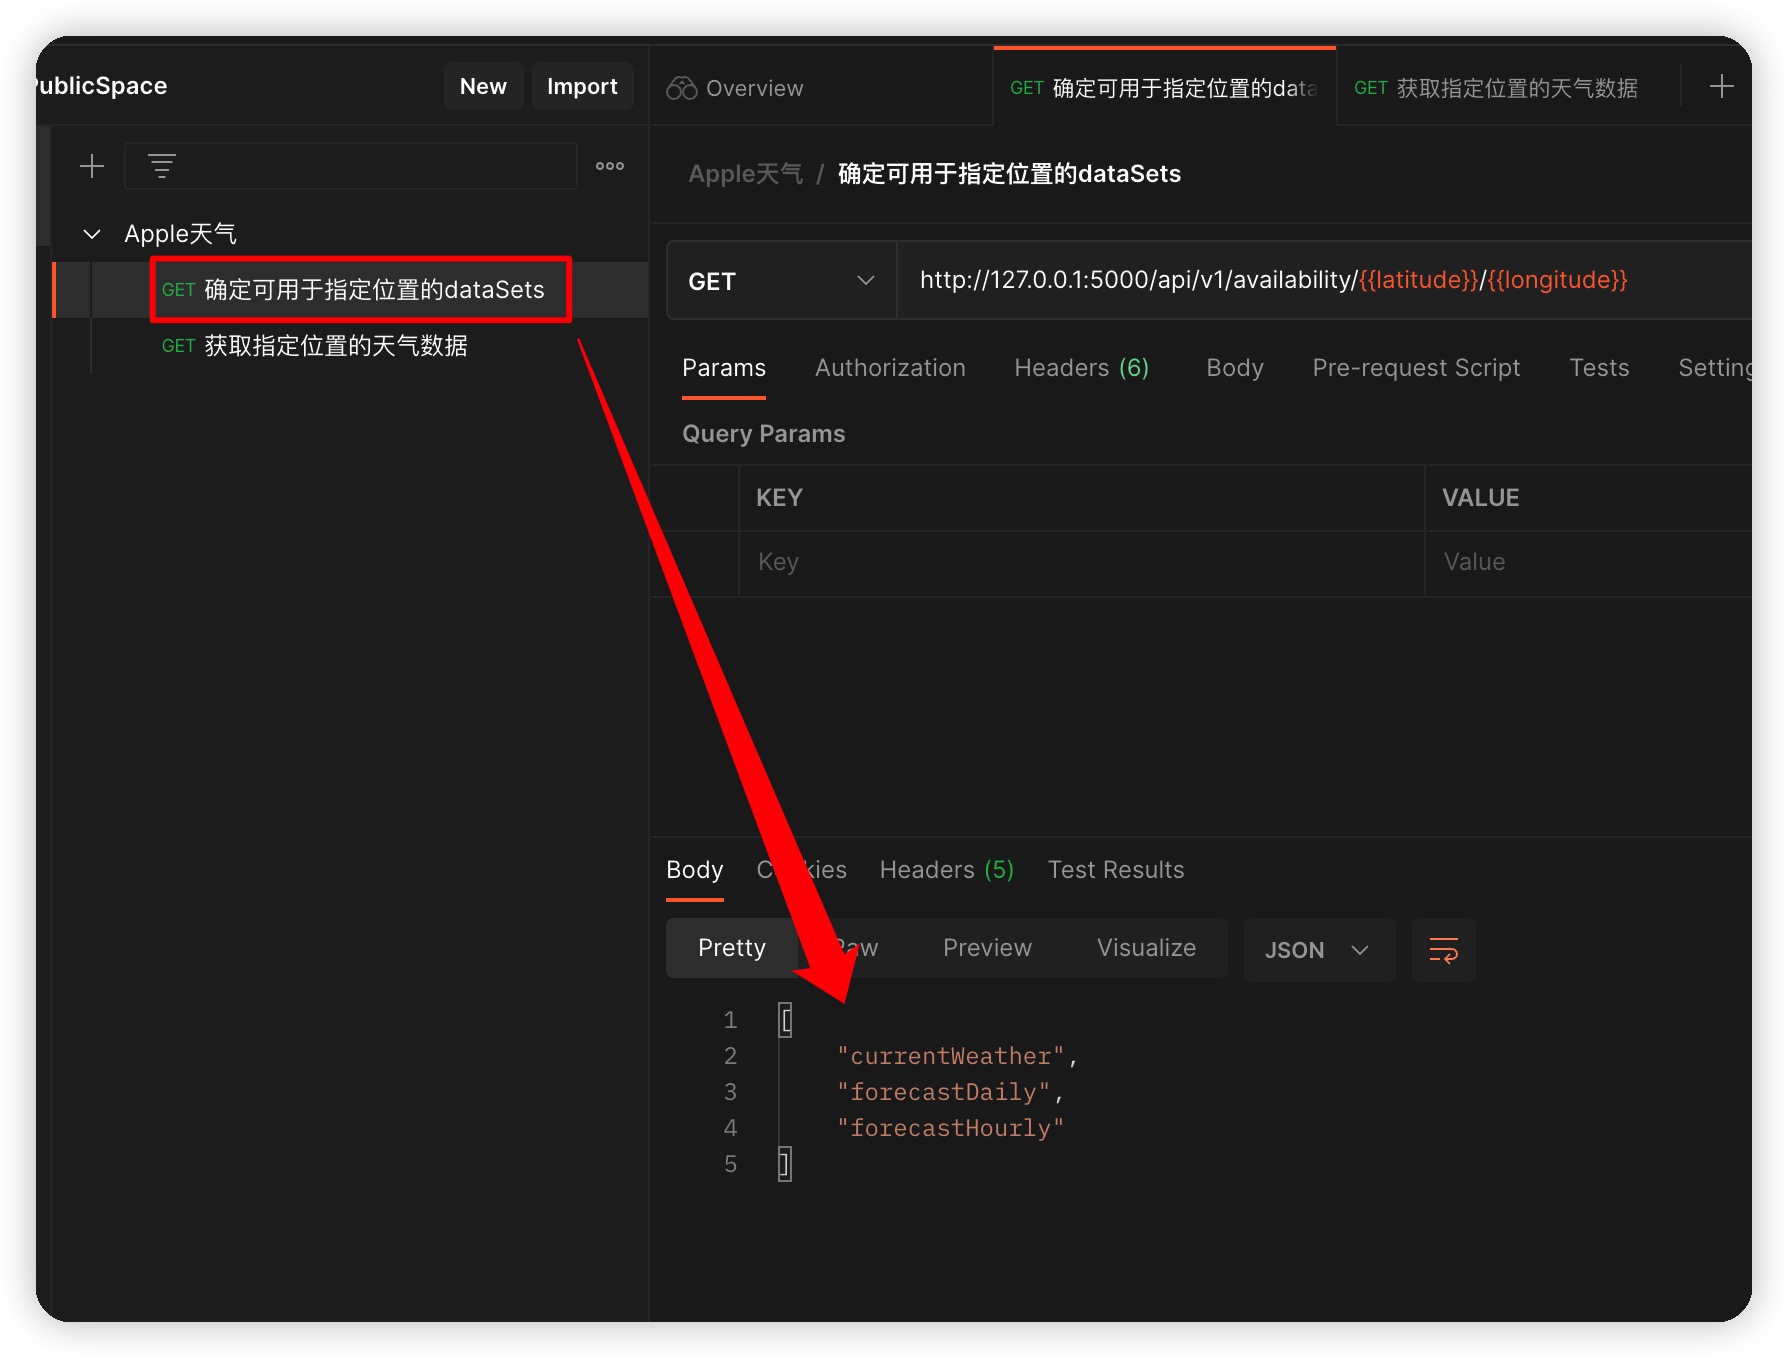 PublicSpace
New
Import
Overview
GET 确定可用于指定位置的data
GET 获取指定位置的天气数据
Apple天气 / 确定可用于指定位置的dataSets
Apple天气
GET 确定可用于指定位置的dataSets
GET 获取指定位置的天气数据
GET
http://127.0.0.1:5000/api/v1/availability/{{latitude}}/{{longitude}}
Params Authorization Headers (6) Body Pre-request Script Tests Setting
Query Params
KEY VALUE
Key Value
Body Cookies Headers (5) Test Results
Pretty Raw Preview Visualize JSON
1 [
2 "currentWeather",
3 "forecastDaily",
4 "forecastHourly"
5 ]